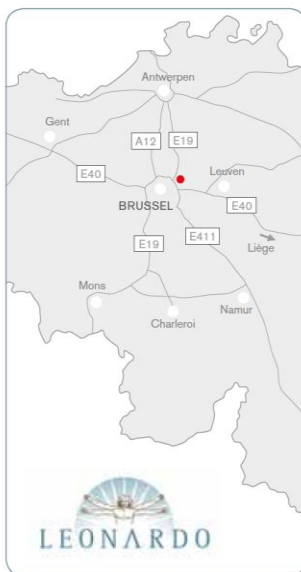 Antwerpen
Gent
A12 E19
Leuven
E40
BRUSSEL
E40
E19 E411
Liège
Mons
Namur
Charleroi
LEONARDO